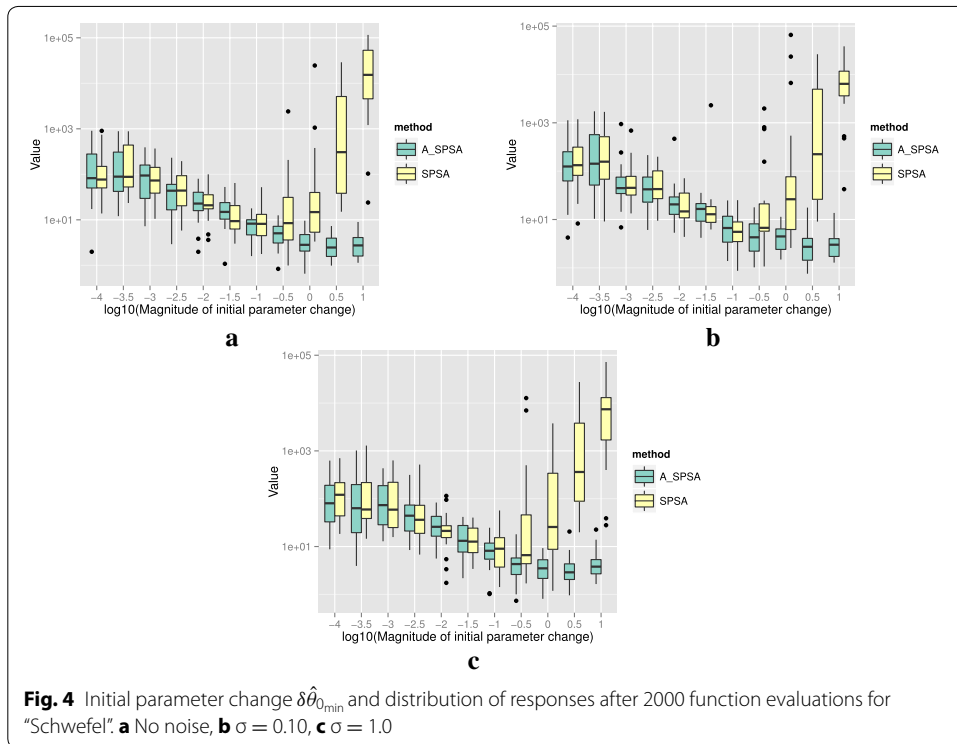 1e+05
1e+03
1e+01
Value
−4 −3.5 −3 −2.5 −2 −1.5 −1 −0.5 0 0.5 1
log10(Magnitude of initial parameter change)
method
A_SPSA
SPSA
a
1e+05
1e+03
1e+01
Value
−4 −3.5 −3 −2.5 −2 −1.5 −1 −0.5 0 0.5 1
log10(Magnitude of initial parameter change)
method
A_SPSA
SPSA
b
1e+05
1e+03
1e+01
Value
−4 −3.5 −3 −2.5 −2 −1.5 −1 −0.5 0 0.5 1
log10(Magnitude of initial parameter change)
method
A_SPSA
SPSA
c
Fig. 4 Initial parameter change δθ̂₀min and distribution of responses after 2000 function evaluations for
“Schwefel”. a No noise, b σ = 0.10, c σ = 1.0